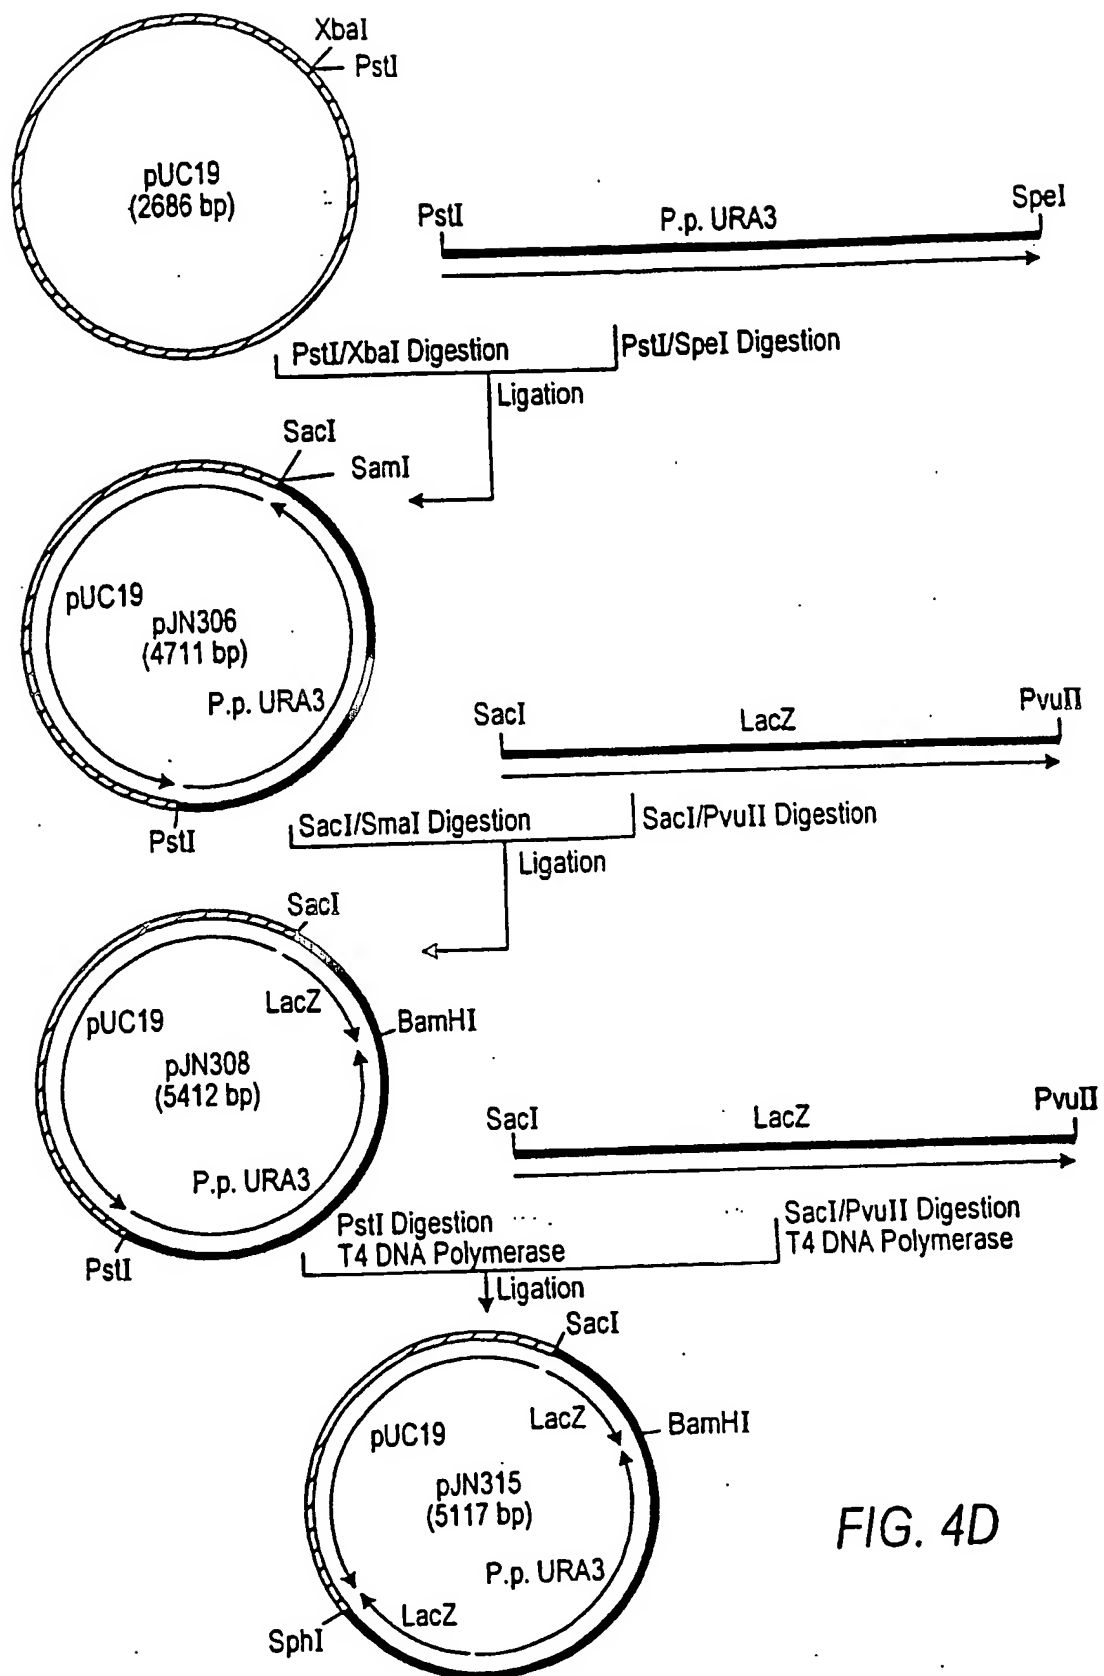 XbaI
PstI
pUC19
(2686 bp)
PstI
P.p. URA3
SpeI
PstI/XbaI Digestion
PstI/SpeI Digestion
Ligation
SacI
SamI
pUC19
pJN306
(4711 bp)
P.p. URA3
PstI
SacI
LacZ
PvuII
SacI/SmaI Digestion
SacI/PvuII Digestion
Ligation
SacI
LacZ
BamHI
pUC19
pJN308
(5412 bp)
P.p. URA3
PstI
SacI
LacZ
PvuII
PstI Digestion
T4 DNA Polymerase
SacI/PvuII Digestion
T4 DNA Polymerase
Ligation
SacI
LacZ
BamHI
pUC19
pJN315
(5117 bp)
P.p. URA3
LacZ
SphI
FIG. 4D